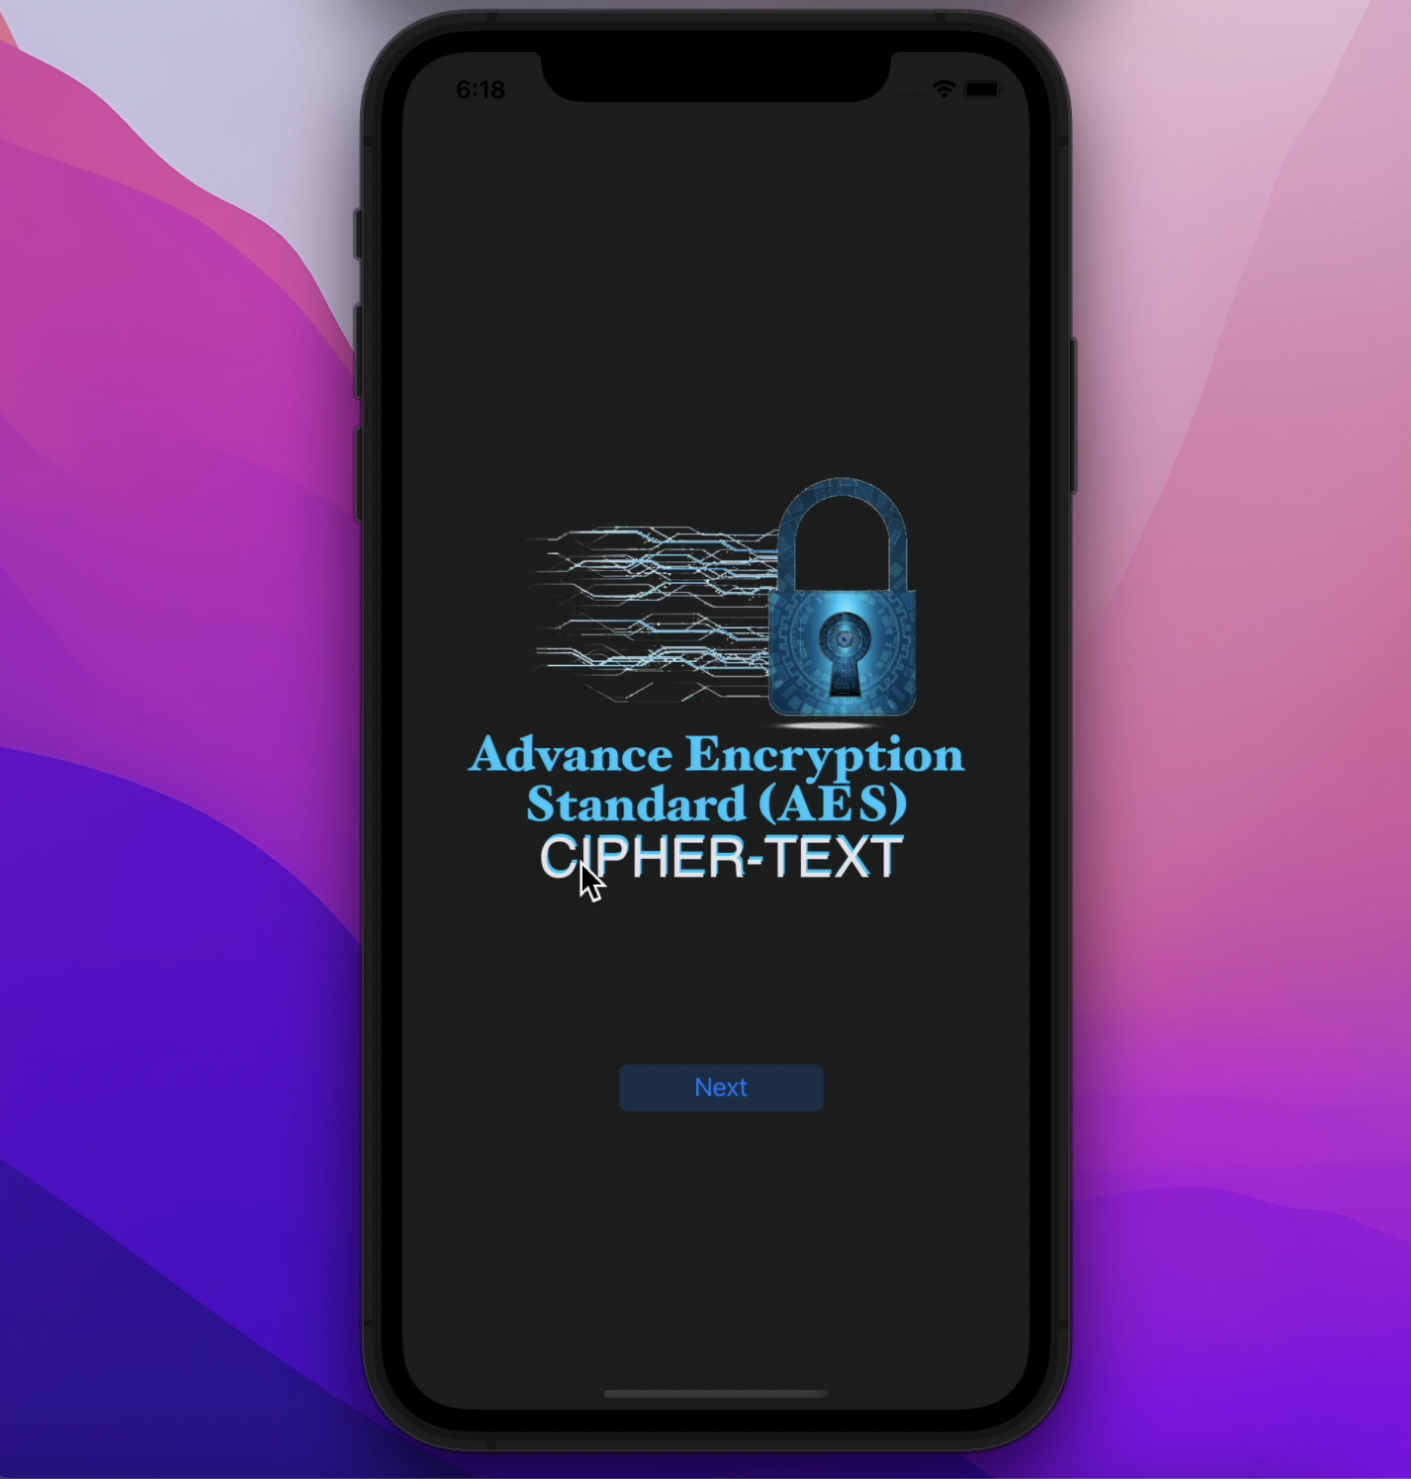 6:18
Advance Encryption
Standard (AES)
CIPHER-TEXT
Next